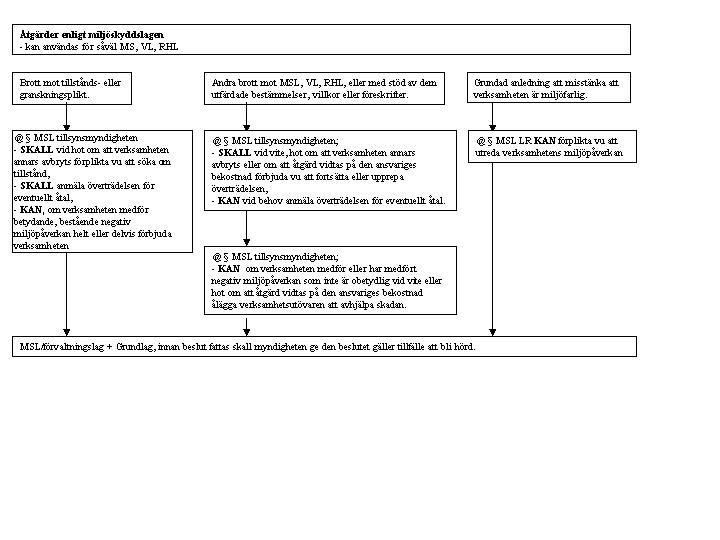 Åtgärder enligt miljöskyddslagen
- kan användas för såväl MS, VL, RHL
Brott mot tillstånds- eller
granskningsplikt.
Andra brott mot MSL, VL, RHL, eller med stöd av dem
utfärdade bestämmelser, villkor eller föreskrifter.
Grundad anledning att misstänka att
verksamheten är miljöfarlig.
@ § MSL tillsynsmyndigheten
- SKALL vid hot om att verksamheten
annars avbryts förplikta vu att söka om
tillstånd,
- SKALL anmäla överträdelsen för
eventuellt åtal,
- KAN, om verksamheten medför
betydande, bestående negativ
miljöpåverkan helt eller delvis förbjuda
verksamheten
@ § MSL tillsynsmyndigheten;
- SKALL vid vite, hot om att verksamheten annars
avbryts eller om att åtgärd vidtas på den ansvariges
bekostnad förbjuda vu att fortsätta eller upprepa
överträdelsen,
- KAN vid behov anmäla överträdelsen för eventuellt åtal.
@ § MSL LR KAN förplikta vu att
utreda verksamhetens miljöpåverkan
@ § MSL tillsynsmyndigheten;
- KAN om verksamheten medför eller har medfört
negativ miljöpåverkan som inte är obetydlig vid vite eller
hot om att åtgärd vidtas på den ansvariges bekostnad
ålägga verksamhetsutövaren att avhjälpa skadan.
MSL/förvaltningslag + Grundlag, innan beslut fattas skall myndigheten ge den beslutet gäller tillfälle att bli hörd.